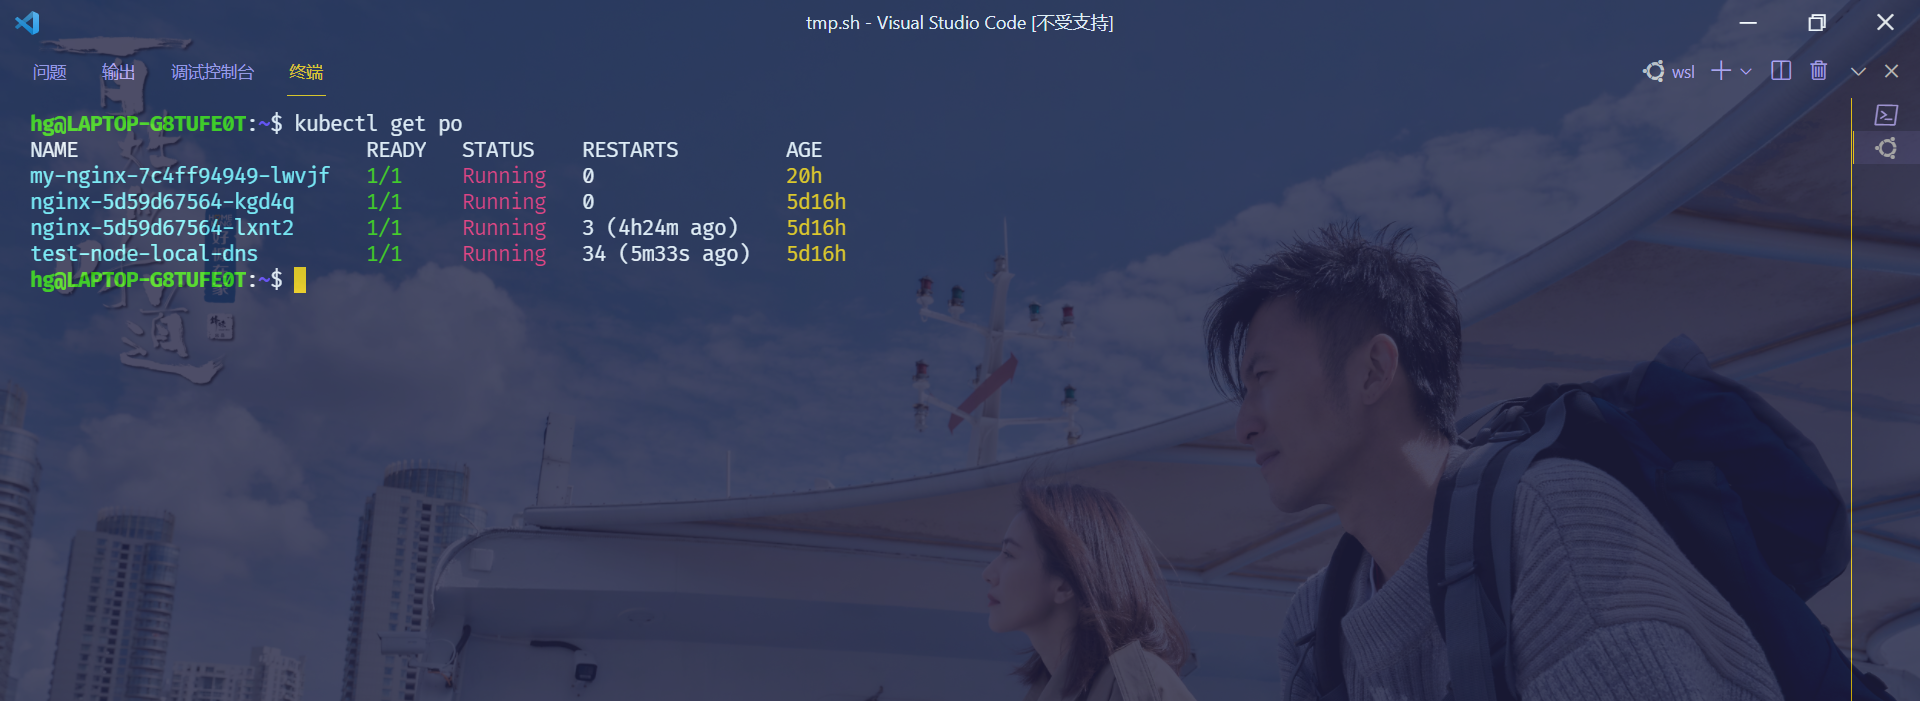 tmp.sh - Visual Studio Code [不受支持]
问题 输出 调试控制台 终端 wsl
hg@LAPTOP-G8TUFE0T:~$ kubectl get po
NAME READY STATUS RESTARTS AGE
my-nginx-7c4ff94949-lwvjf 1/1 Running 0 20h
nginx-5d59d67564-kgd4q 1/1 Running 0 5d16h
nginx-5d59d67564-lxnt2 1/1 Running 3 (4h24m ago) 5d16h
test-node-local-dns 1/1 Running 34 (5m33s ago) 5d16h
hg@LAPTOP-G8TUFE0T:~$